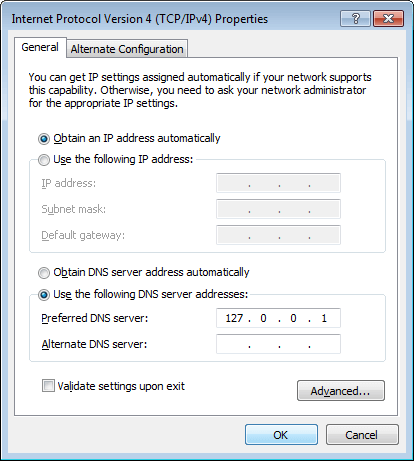 Internet Protocol Version 4 (TCP/IPv4) Properties
General
Alternate Configuration
You can get IP settings assigned automatically if your network supports
this capability. Otherwise, you need to ask your network administrator
for the appropriate IP settings.
Obtain an IP address automatically
Use the following IP address:
IP address: . . .
Subnet mask: . . .
Default gateway: . . .
Obtain DNS server address automatically
Use the following DNS server addresses:
Preferred DNS server: 127 . 0 . 0 . 1
Alternate DNS server: . . .
Validate settings upon exit
Advanced...
OK
Cancel